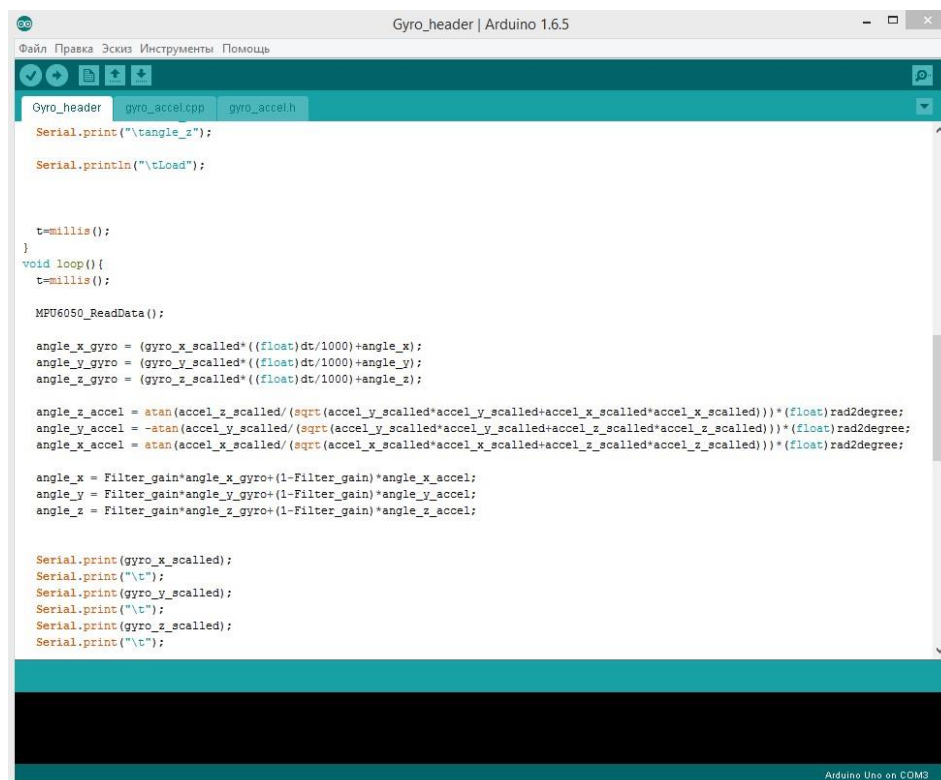 Gyro_header | Arduino 1.6.5
Файл Правка Эскиз Инструменты Помощь
Gyro_header gyro_accel.cpp gyro_accel.h
Serial.print("\tangle_z");
Serial.println("\tLoad");
t=millis();
}
void loop(){
t=millis();
MPU6050_ReadData();
angle_x_gyro = (gyro_x_scalled*((float)dt/1000)+angle_x);
angle_y_gyro = (gyro_y_scalled*((float)dt/1000)+angle_y);
angle_z_gyro = (gyro_z_scalled*((float)dt/1000)+angle_z);
angle_z_accel = atan(accel_z_scalled/(sqrt(accel_y_scalled*accel_y_scalled+accel_x_scalled*accel_x_scalled)))*(float)rad2degree;
angle_y_accel = -atan(accel_y_scalled/(sqrt(accel_y_scalled*accel_y_scalled+accel_z_scalled*accel_z_scalled)))*(float)rad2degree;
angle_x_accel = atan(accel_x_scalled/(sqrt(accel_x_scalled*accel_x_scalled+accel_z_scalled*accel_z_scalled)))*(float)rad2degree;
angle_x = Filter_gain*angle_x_gyro+(1-Filter_gain)*angle_x_accel;
angle_y = Filter_gain*angle_y_gyro+(1-Filter_gain)*angle_y_accel;
angle_z = Filter_gain*angle_z_gyro+(1-Filter_gain)*angle_z_accel;
Serial.print(gyro_x_scalled);
Serial.print("\t");
Serial.print(gyro_y_scalled);
Serial.print("\t");
Serial.print(gyro_z_scalled);
Serial.print("\t");
Arduino Uno on COM3